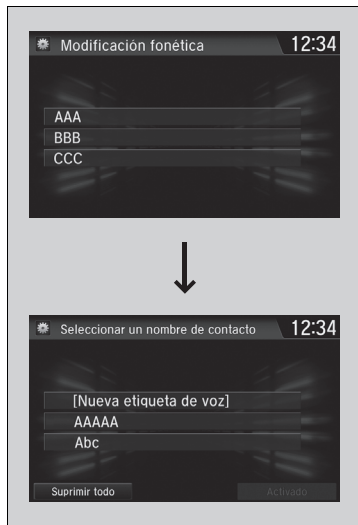 Modificación fonética 12:34
AAA
BBB
CCC
Seleccionar un nombre de contacto 12:34
[Nueva etiqueta de voz]
AAAAA
Abc
Suprimir todo Activado